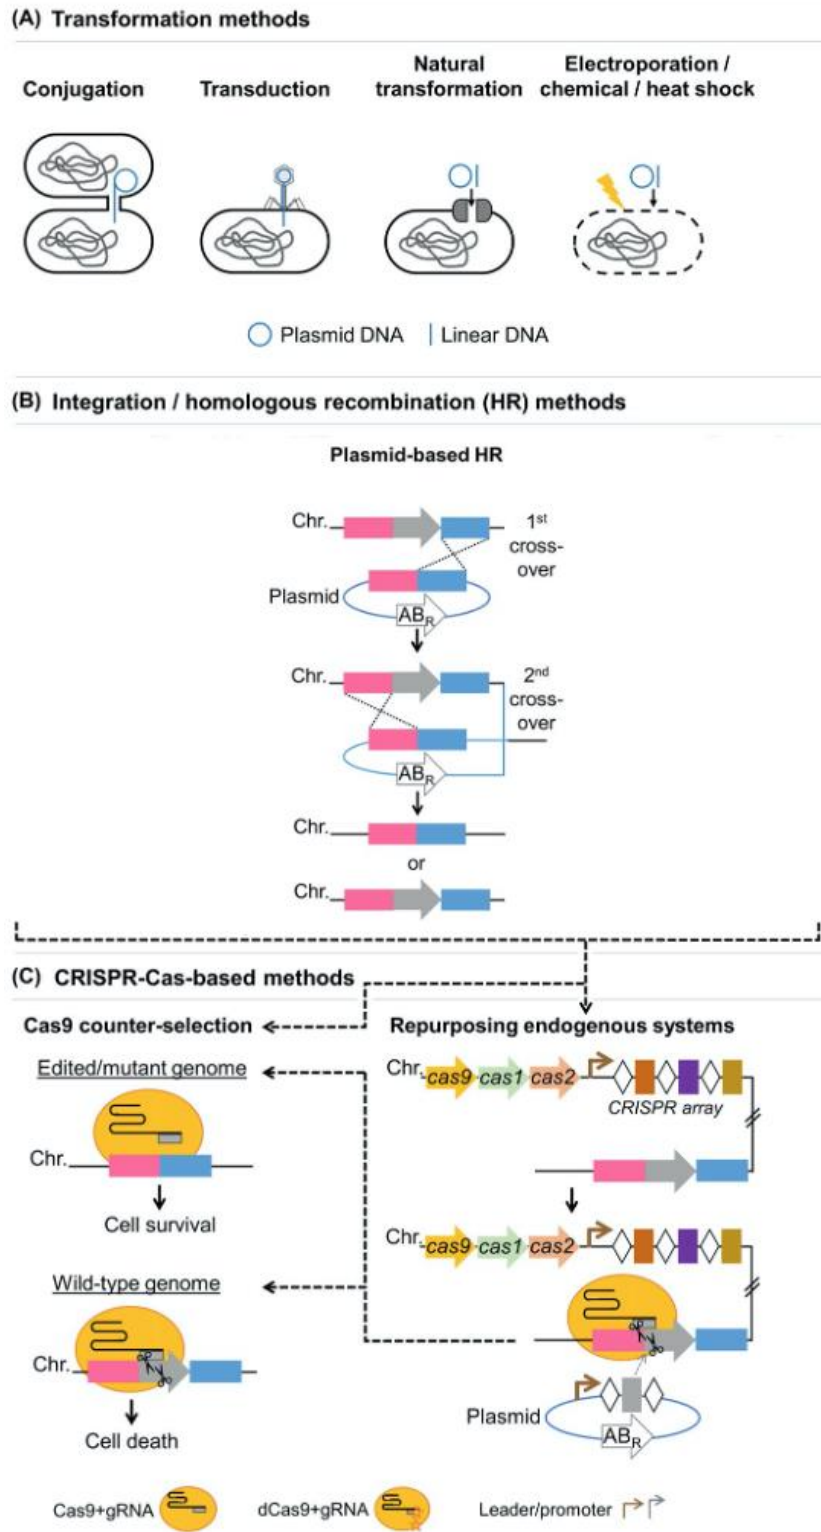 (A) Transformation methods
Conjugation
Transduction
Natural
transformation
Electroporation /
chemical / heat shock
Plasmid DNA
Linear DNA
(B) Integration / homologous recombination (HR) methods
Plasmid-based HR
Chr.
1st
cross-
over
Plasmid
ABR
Chr.
2nd
cross-
over
ABR
Chr.
or
Chr.
(C) CRISPR-Cas-based methods
Cas9 counter-selection
Edited/mutant genome
Chr.
Cell survival
Wild-type genome
Chr.
Cell death
Repurposing endogenous systems
Chr.
cas9 cas1 cas2
CRISPR array
Chr.
cas9 cas1 cas2
Plasmid
ABR
Cas9+gRNA
dCas9+gRNA
Leader/promoter